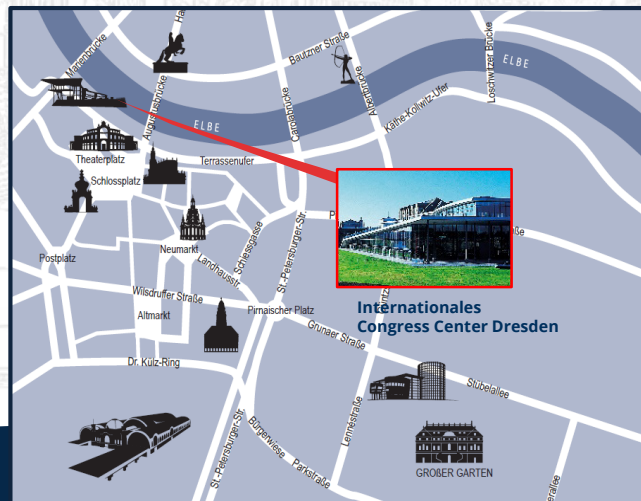 Marienbrücke
Augustusbrücke
Bautzner Straße
Carolabrücke
Albertbrücke
Loschwitzer Brücke
ELBE
ELBE
Käthe-Kollwitz-Ufer
Theaterplatz
Terrassenufer
Schlossplatz
Postplatz
Neumarkt
Landhausstr.
Schiessgasse
St.-Petersburger-Str.
Internationales
Congress Center Dresden
Wilsdruffer Straße
Altmarkt
Pirnaischer Platz
Grunaer Straße
Stübelallee
Dr. Külz-Ring
St.-Petersburger-Str.
Bürgerwiese
Parkstraße
Lennéstraße
GROßER GARTEN